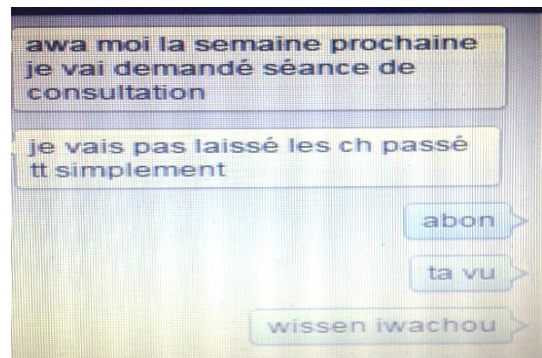 awa moi la semaine prochaine
je vai demandé séance de
consultation
je vais pas laissé les ch passé
tt simplement
abon
ta vu
wissen iwachou